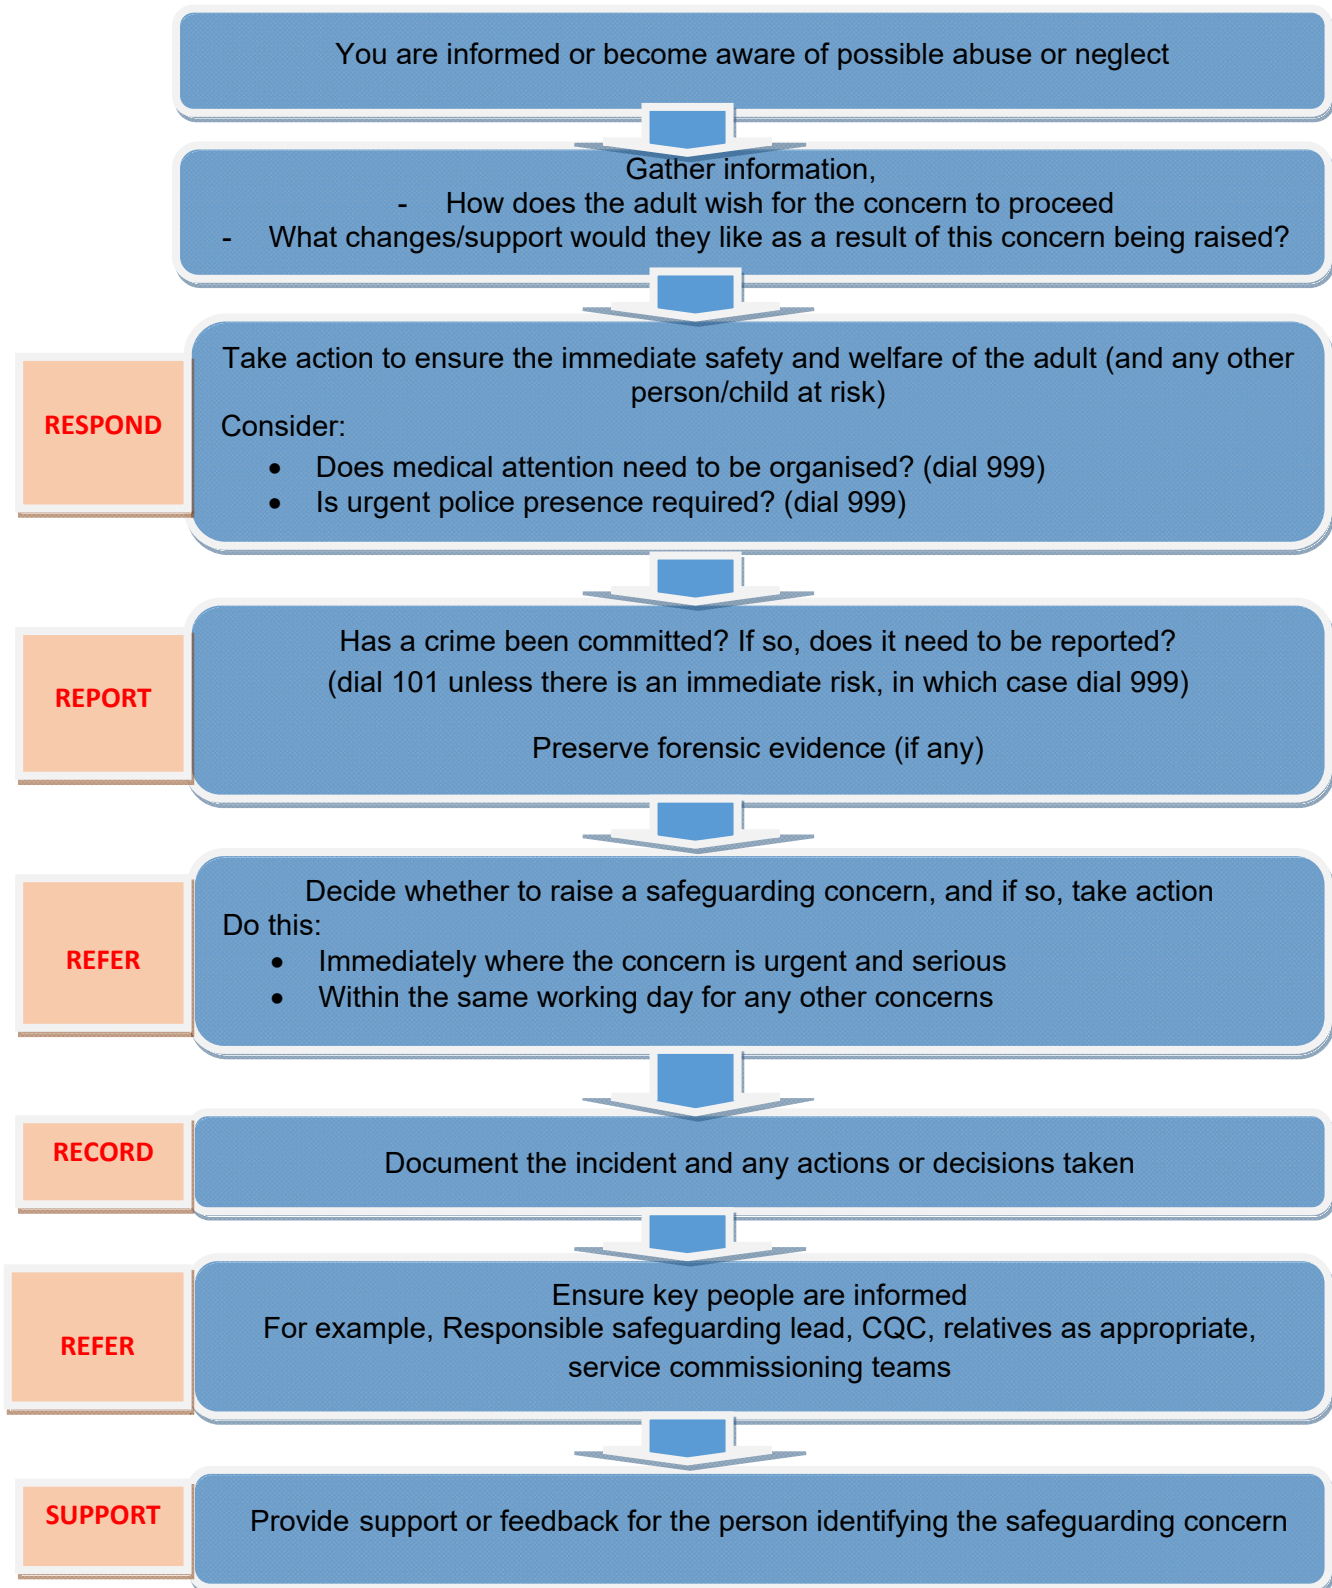 You are informed or become aware of possible abuse or neglect
Gather information,
- How does the adult wish for the concern to proceed
- What changes/support would they like as a result of this concern being raised?
RESPOND
Take action to ensure the immediate safety and welfare of the adult (and any other
person/child at risk)
Consider:
• Does medical attention need to be organised? (dial 999)
• Is urgent police presence required? (dial 999)
REPORT
Has a crime been committed? If so, does it need to be reported?
(dial 101 unless there is an immediate risk, in which case dial 999)
Preserve forensic evidence (if any)
REFER
Decide whether to raise a safeguarding concern, and if so, take action
Do this:
• Immediately where the concern is urgent and serious
• Within the same working day for any other concerns
RECORD
Document the incident and any actions or decisions taken
REFER
Ensure key people are informed
For example, Responsible safeguarding lead, CQC, relatives as appropriate,
service commissioning teams
SUPPORT
Provide support or feedback for the person identifying the safeguarding concern